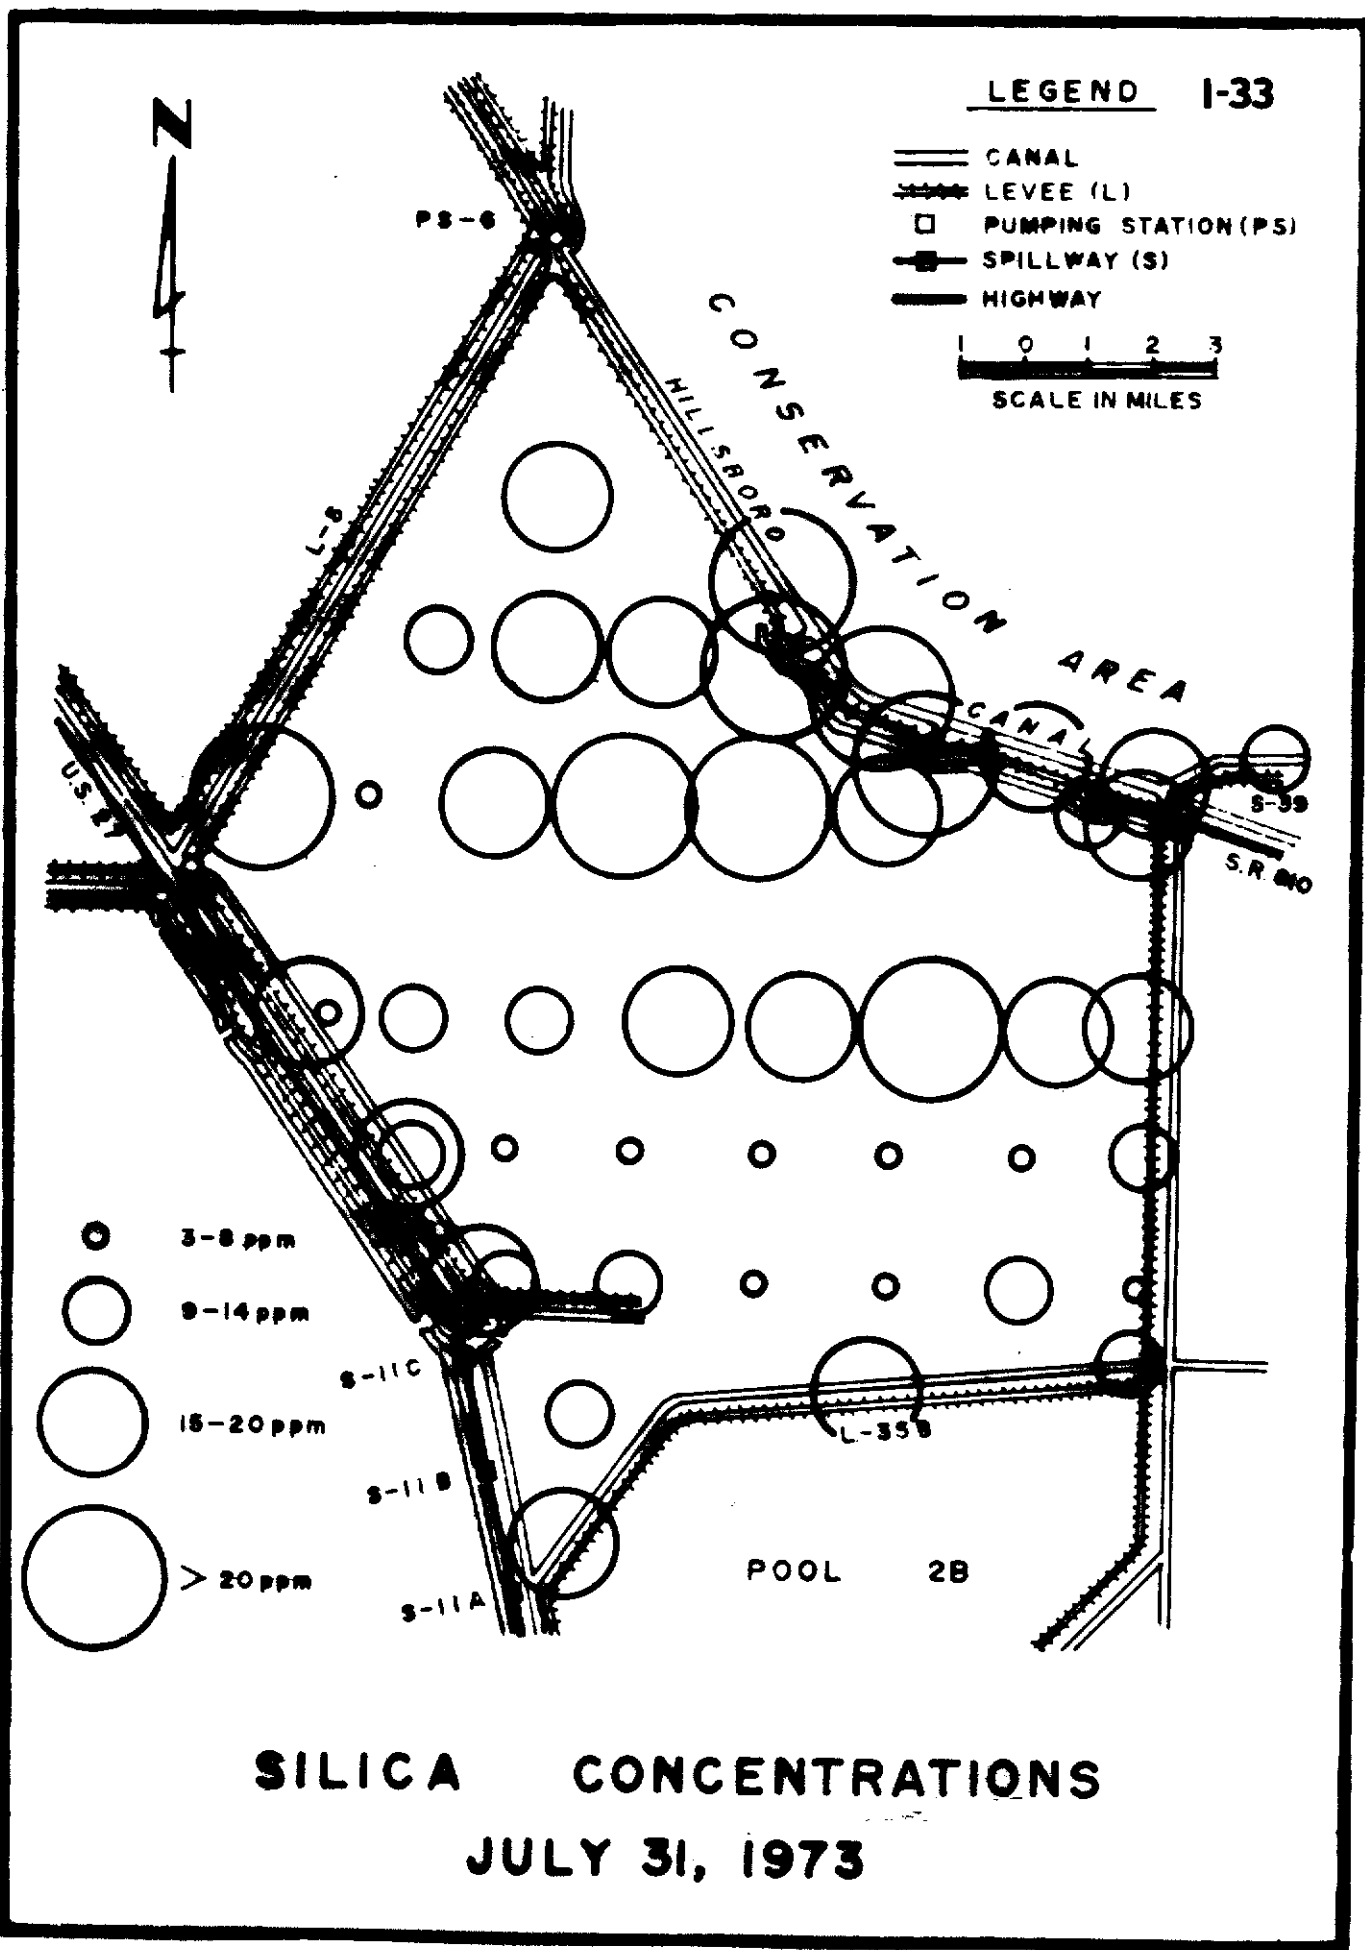 LEGEND I-33
N
CANAL
LEVEE (L)
PS-6
PUMPING STATION (PS)
SPILLWAY (S)
HIGHWAY
1 0 1 2 3
SCALE IN MILES
CONSERVATION AREA
HILLSBORO CANAL
U.S. 27
S-39
3-8 ppm
9-14 ppm
S-11C
15-20 ppm
L-35B
S-11B
POOL 2B
> 20 ppm
S-11A
SILICA CONCENTRATIONS
JULY 31, 1973